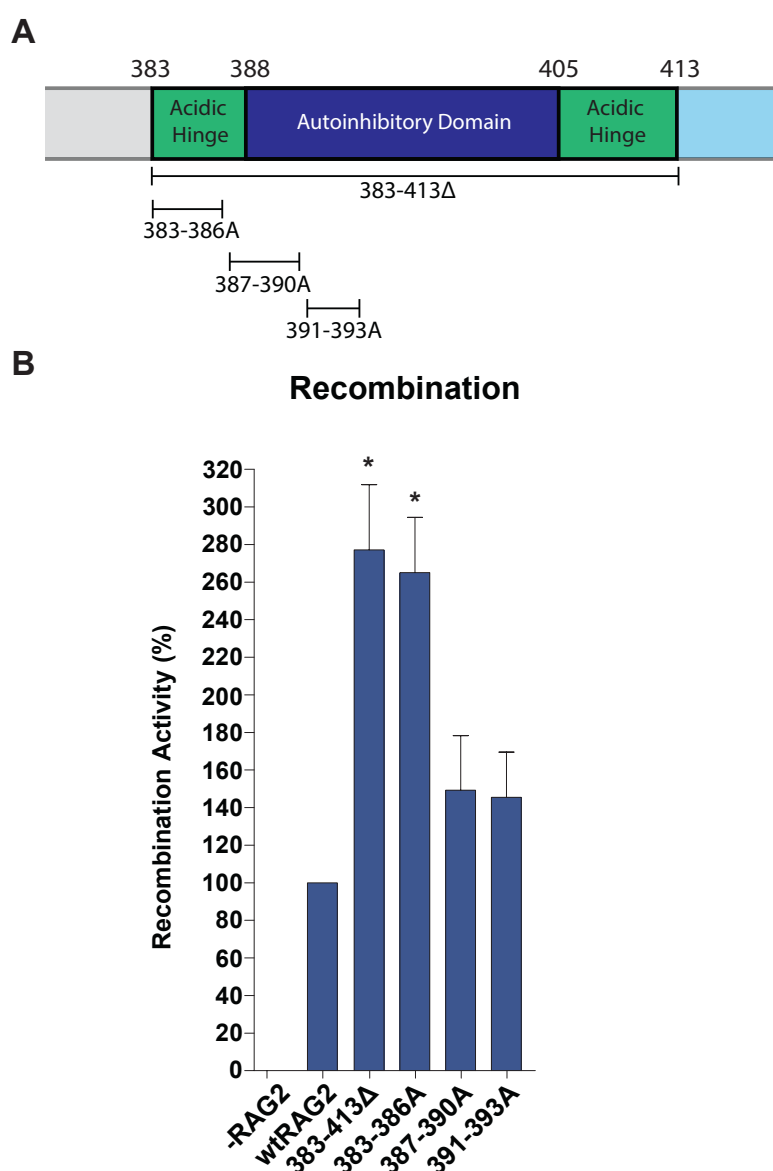 A
383 388 405 413
Acidic Hinge
Autoinhibitory Domain
Acidic Hinge
383-413Δ
383-386A
387-390A
391-393A
B
Recombination
Recombination Activity (%)
320
300
280
260
240
220
200
180
160
140
120
100
80
60
40
20
0
*
*
-RAG2
wtRAG2
383-413Δ
383-386A
387-390A
391-393A